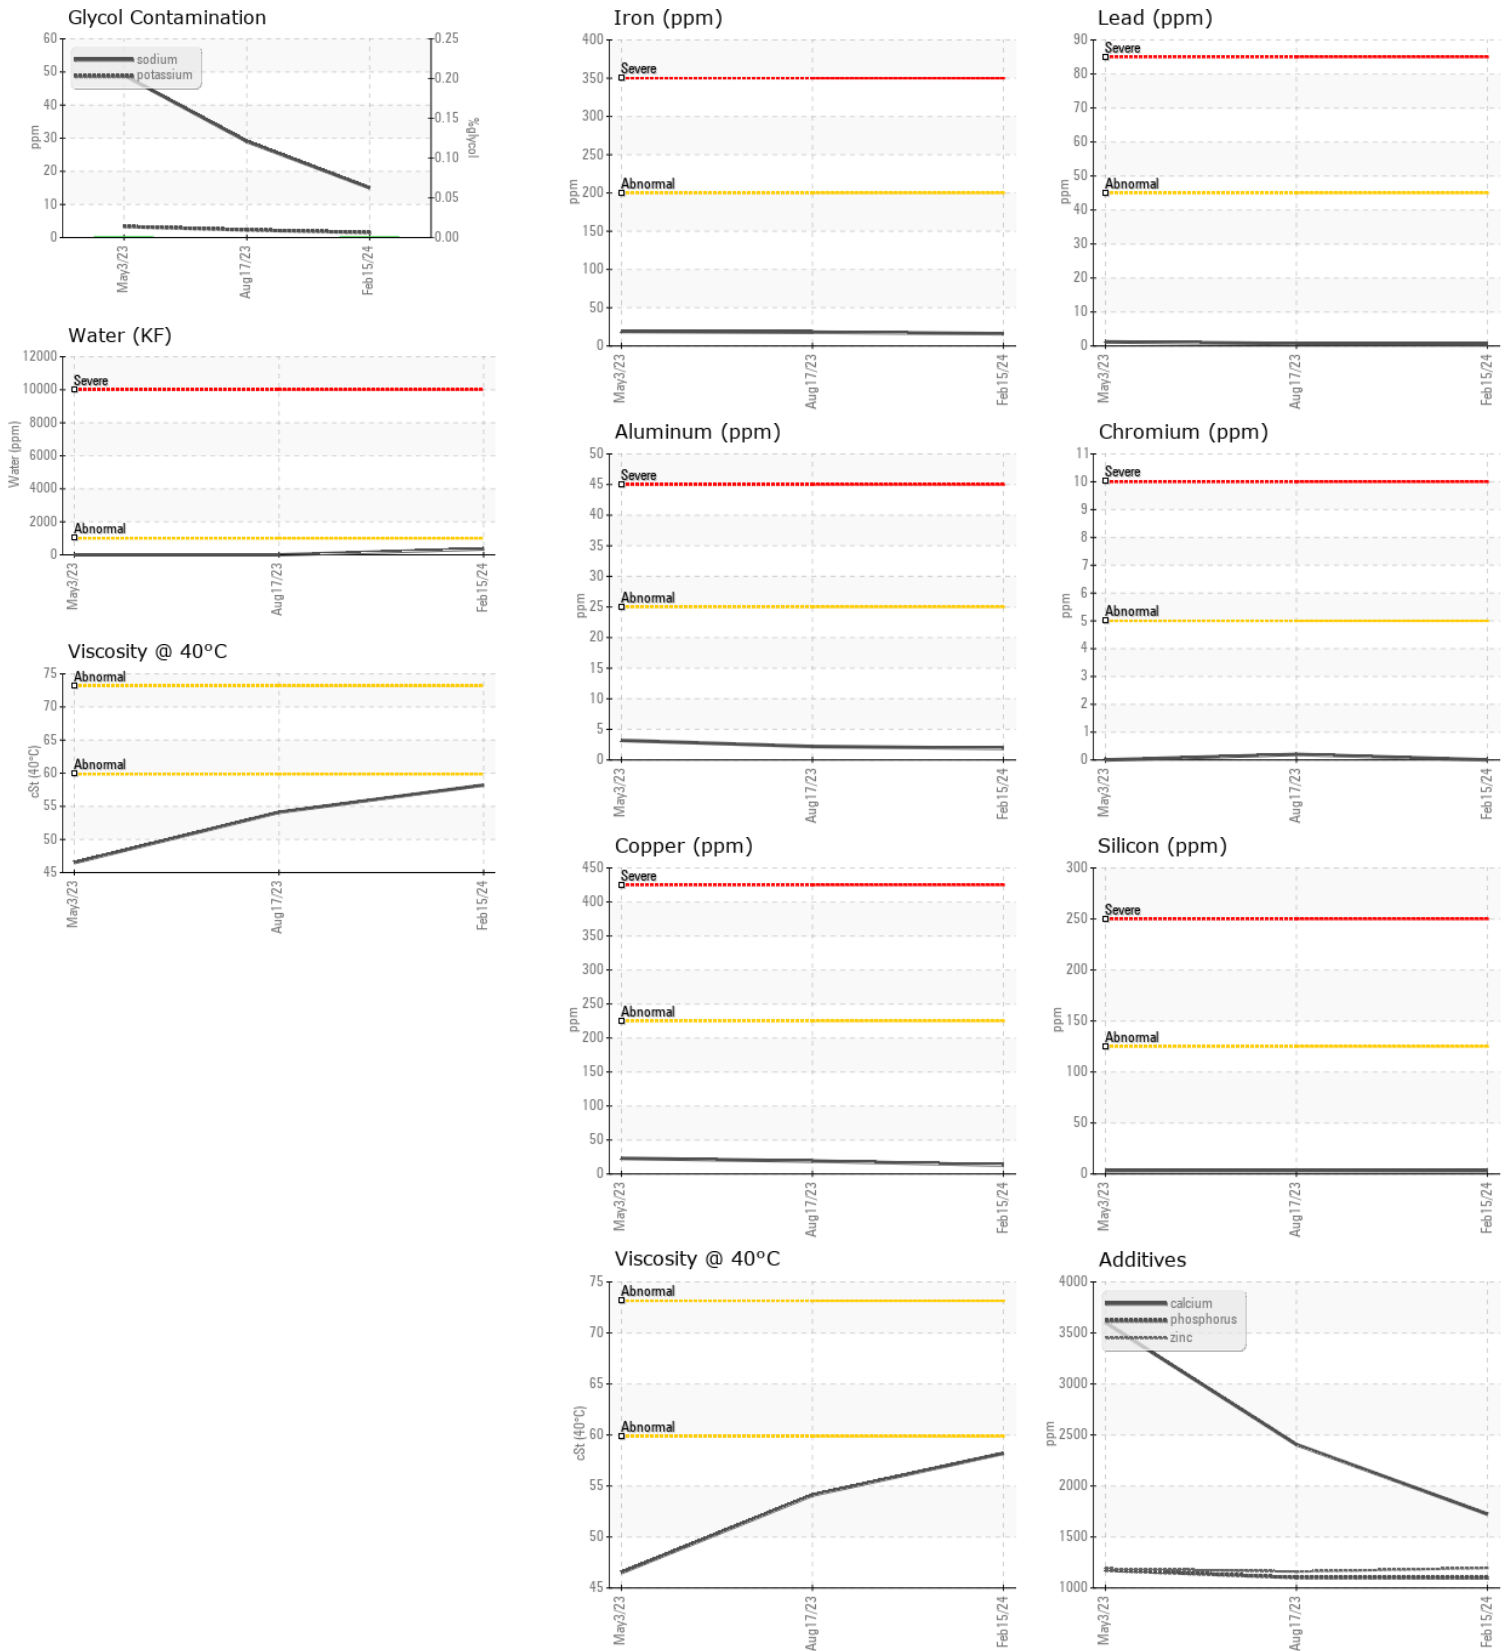 Glycol Contamination
60
50
40
30
20
10
0
ppm
sodium
potassium
0.25
0.20
0.15
0.10
0.05
0.00
%glycol
May3/23
Aug17/23
Feb15/24
Water (KF)
12000
10000
8000
6000
4000
2000
0
Water (ppm)
Severe
Abnormal
May3/23
Aug17/23
Feb15/24
Viscosity @ 40°C
75
70
65
60
55
50
45
cSt (40°C)
Abnormal
Abnormal
May3/23
Aug17/23
Feb15/24
Iron (ppm)
400
350
300
250
200
150
100
50
0
ppm
Severe
Abnormal
May3/23
Aug17/23
Feb15/24
Lead (ppm)
90
80
70
60
50
40
30
20
10
0
ppm
Severe
Abnormal
May3/23
Aug17/23
Feb15/24
Aluminum (ppm)
50
45
40
35
30
25
20
15
10
5
0
ppm
Severe
Abnormal
May3/23
Aug17/23
Feb15/24
Chromium (ppm)
11
10
9
8
7
6
5
4
3
2
1
0
ppm
Severe
Abnormal
May3/23
Aug17/23
Feb15/24
Copper (ppm)
450
400
350
300
250
200
150
100
50
0
ppm
Severe
Abnormal
May3/23
Aug17/23
Feb15/24
Silicon (ppm)
300
250
200
150
100
50
0
ppm
Severe
Abnormal
May3/23
Aug17/23
Feb15/24
Viscosity @ 40°C
75
70
65
60
55
50
45
cSt (40°C)
Abnormal
Abnormal
May3/23
Aug17/23
Feb15/24
Additives
4000
3500
3000
2500
2000
1500
1000
ppm
calcium
phosphorus
zinc
May3/23
Aug17/23
Feb15/24